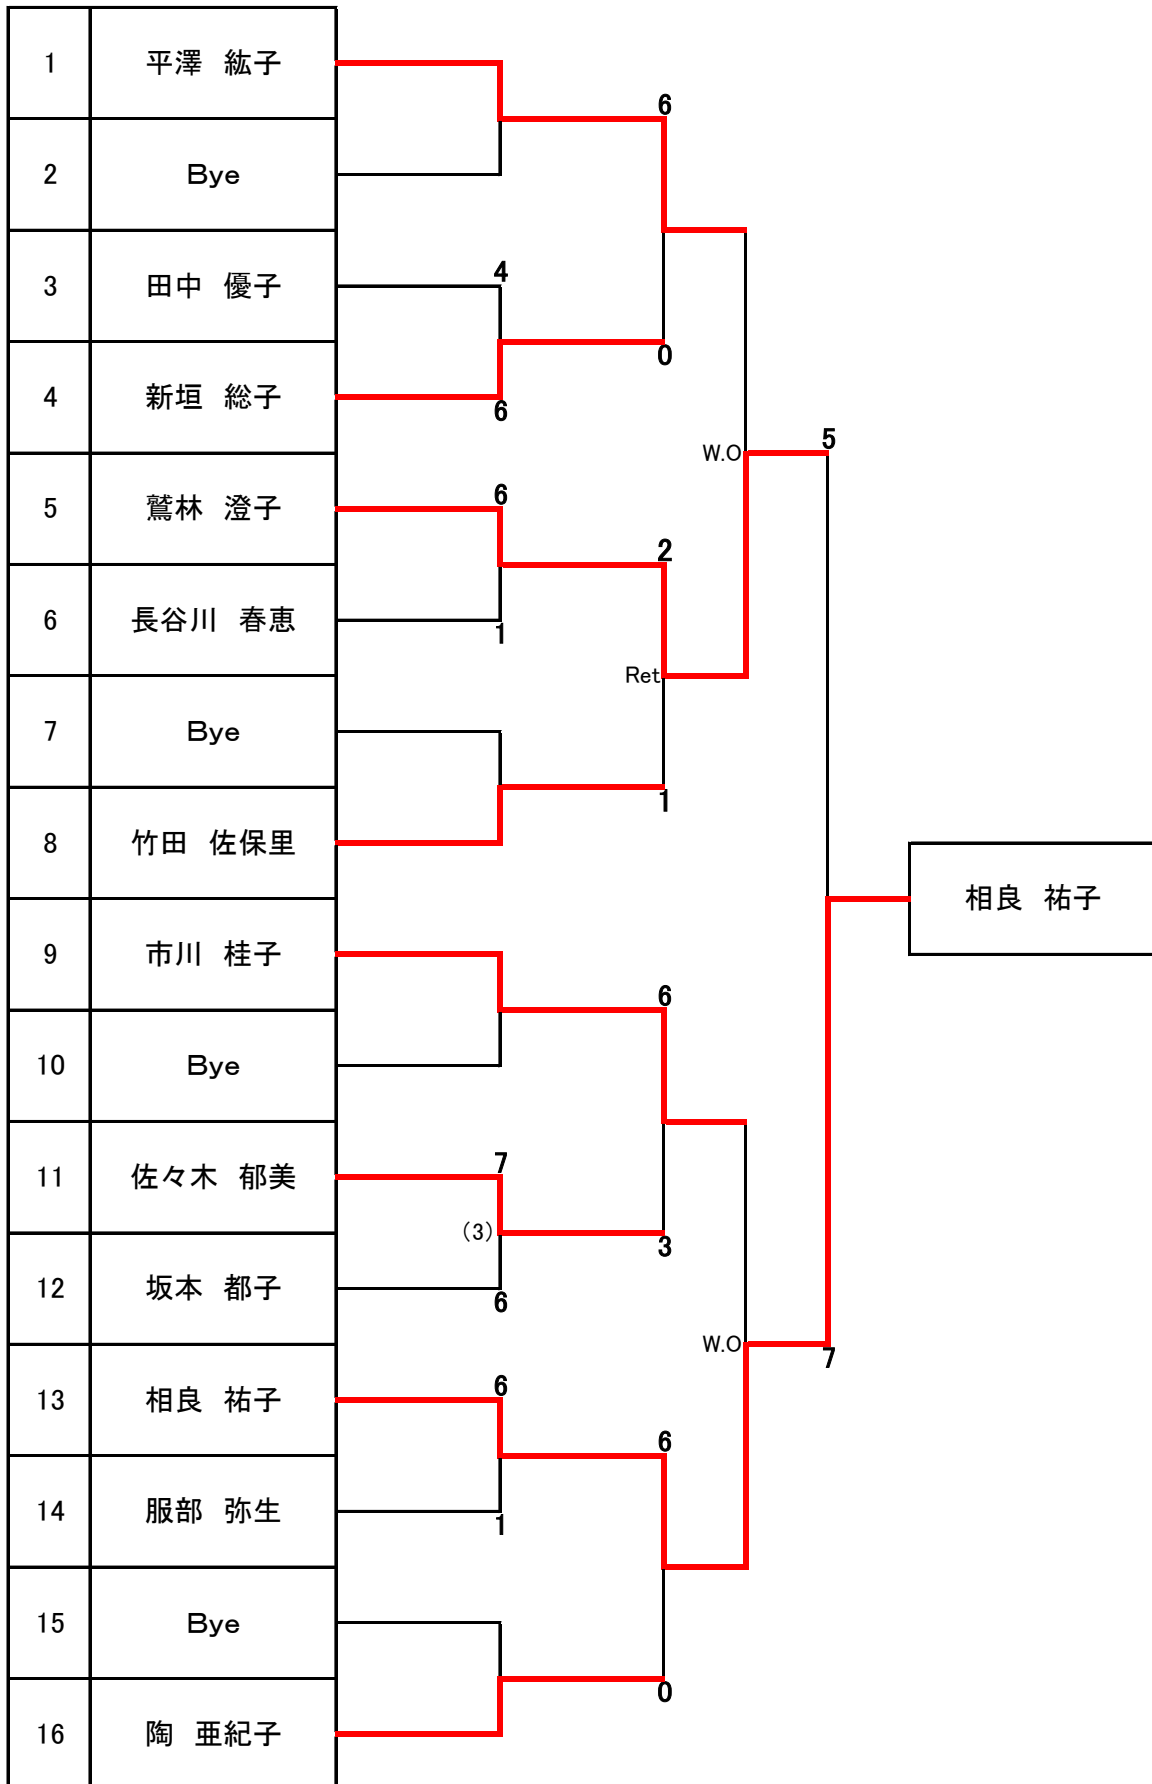 1 平澤 紘子
6
2 Bye
3 田中 優子
4
0
4 新垣 総子
6
W.O
5
5 鷲林 澄子
6
2
6 長谷川 春恵
1
Ret
7 Bye
1
8 竹田 佐保里
相良 祐子
9 市川 桂子
6
10 Bye
11 佐々木 郁美
7
(3)
3
12 坂本 都子
6
W.O
7
13 相良 祐子
6
6
14 服部 弥生
1
15 Bye
0
16 陶 亜紀子